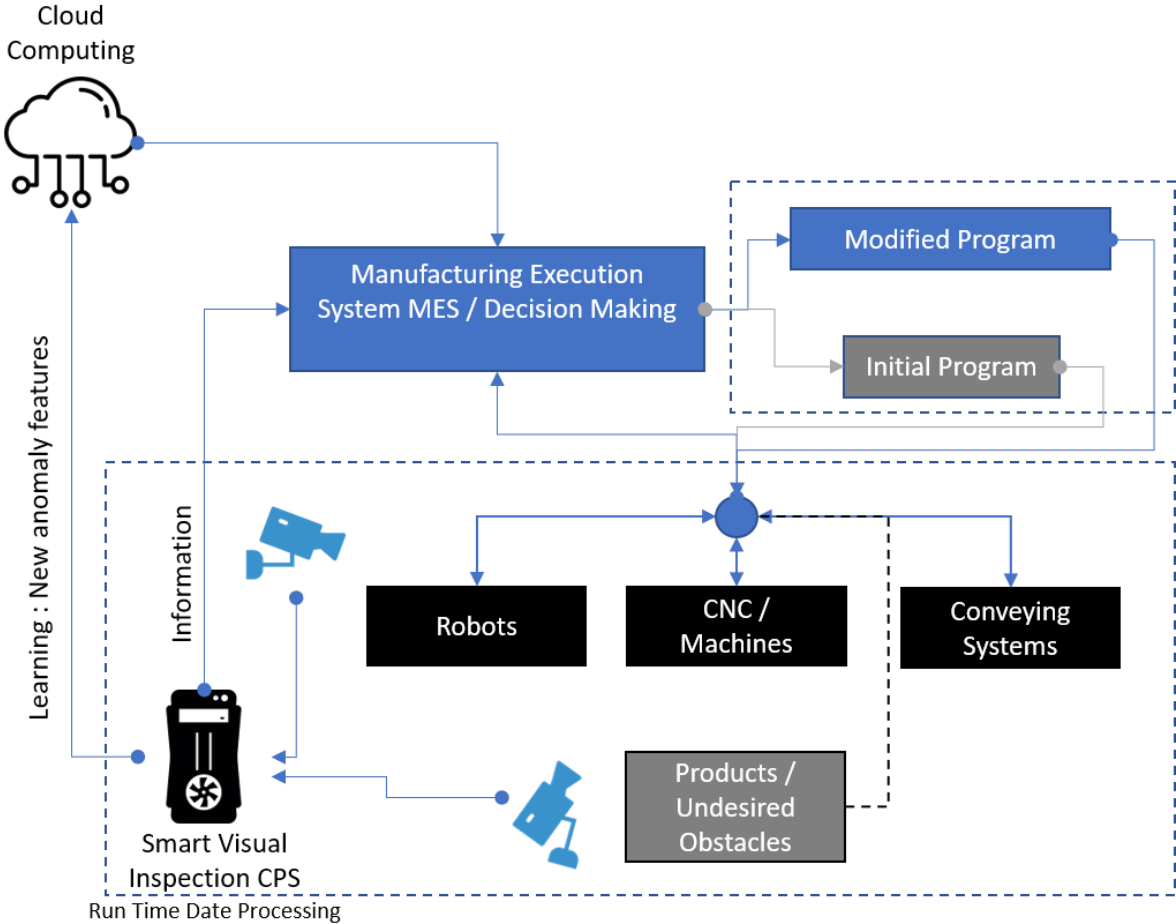 Cloud
Computing
Modified Program
Manufacturing Execution
System MES / Decision Making
Initial Program
Learning : New anomaly features
Information
Robots
CNC /
Machines
Conveying
Systems
Products /
Undesired
Obstacles
Smart Visual
Inspection CPS
Run Time Date Processing